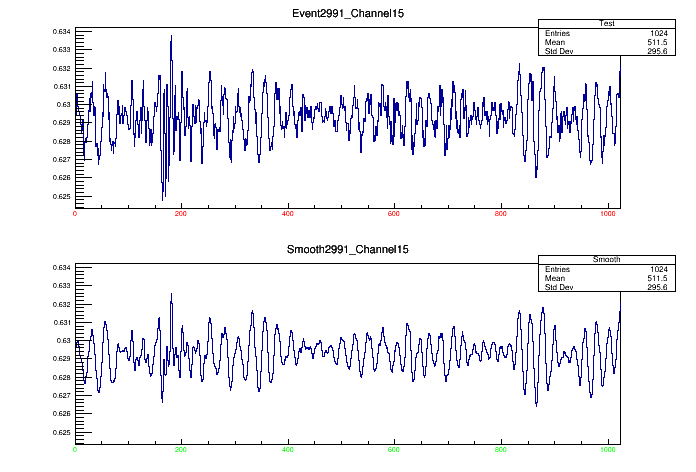 Event2991_Channel15
Test
Entries 1024
Mean 511.5
Std Dev 295.6
0.634
0.633
0.632
0.631
0.63
0.629
0.628
0.627
0.626
0.625
0 200 400 600 800 1000
Smooth2991_Channel15
Smooth
Entries 1024
Mean 511.5
Std Dev 295.6
0.634
0.633
0.632
0.631
0.63
0.629
0.628
0.627
0.626
0.625
0 200 400 600 800 1000